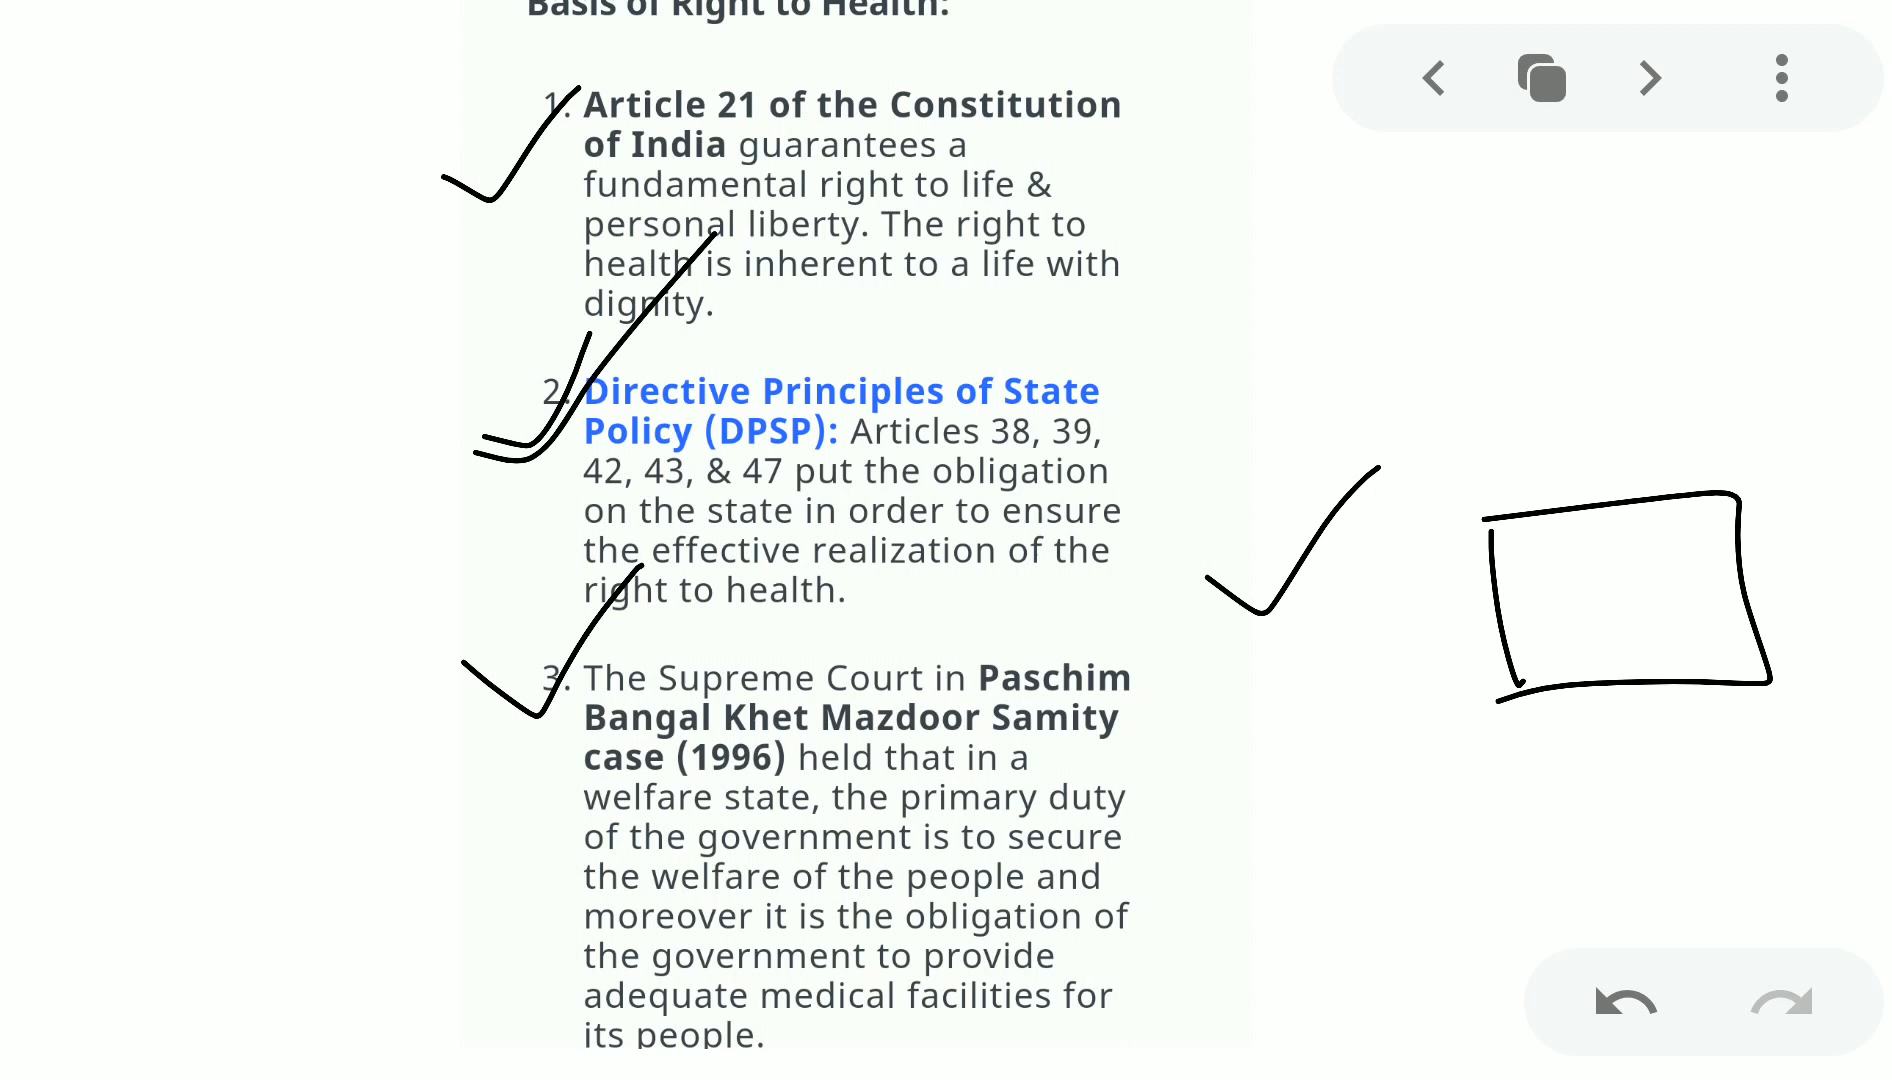 Basis of Right to Health:
1. Article 21 of the Constitution
of India guarantees a
fundamental right to life &
personal liberty. The right to
health is inherent to a life with
dignity.
2. Directive Principles of State
Policy (DPSP): Articles 38, 39,
42, 43, & 47 put the obligation
on the state in order to ensure
the effective realization of the
right to health.
3. The Supreme Court in Paschim
Bangal Khet Mazdoor Samity
case (1996) held that in a
welfare state, the primary duty
of the government is to secure
the welfare of the people and
moreover it is the obligation of
the government to provide
adequate medical facilities for
its people.